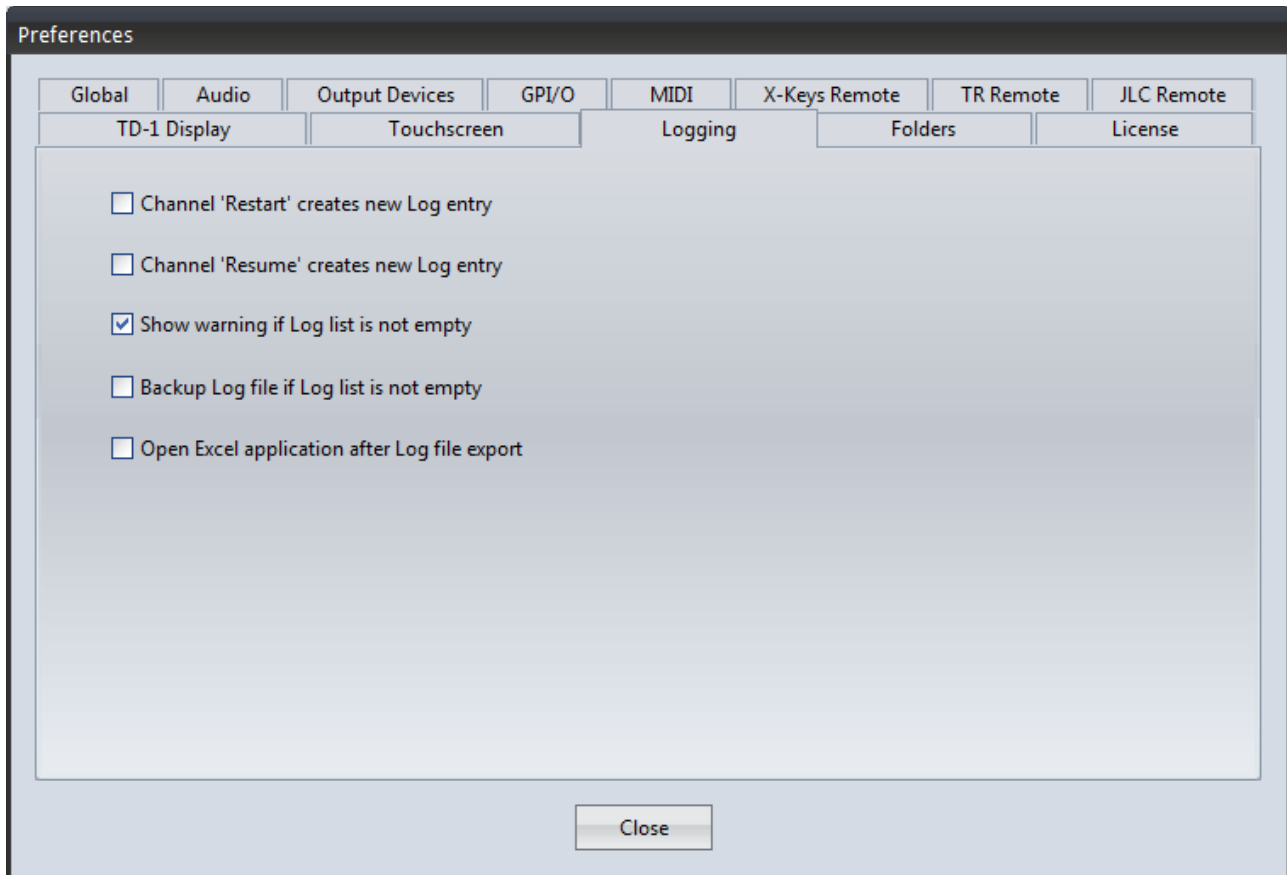 Preferences
Global Audio Output Devices GPI/O MIDI X-Keys Remote TR Remote JLC Remote
TD-1 Display Touchscreen Logging Folders License
Channel 'Restart' creates new Log entry
Channel 'Resume' creates new Log entry
Show warning if Log list is not empty
Backup Log file if Log list is not empty
Open Excel application after Log file export
Close